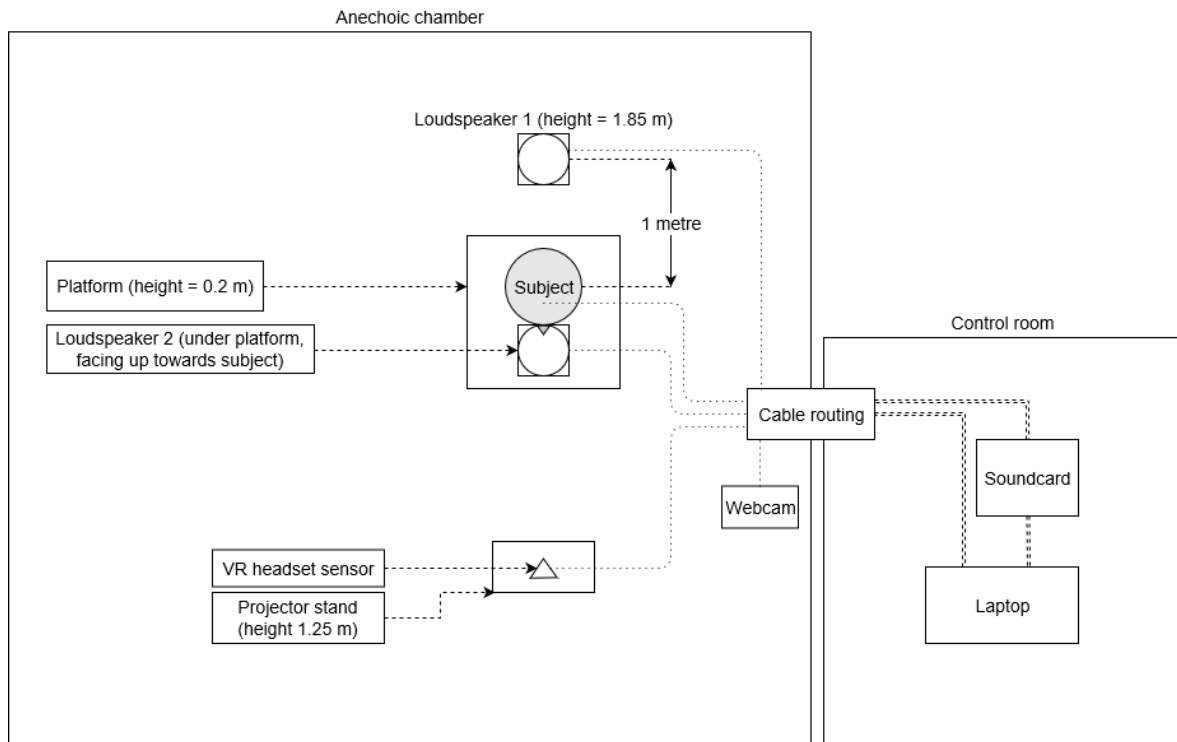 Anechoic chamber
Loudspeaker 1 (height = 1.85 m)
1 metre
Subject
Platform (height = 0.2 m)
Loudspeaker 2 (under platform,
facing up towards subject)
Control room
Cable routing
Soundcard
Webcam
VR headset sensor
Projector stand
(height 1.25 m)
Laptop